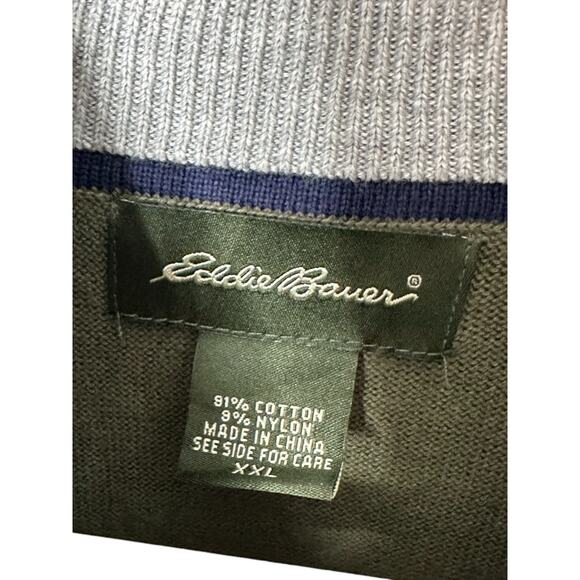 Eddie Bauer®
91% COTTON
9% NYLON
MADE IN CHINA
SEE SIDE FOR CARE
XXL